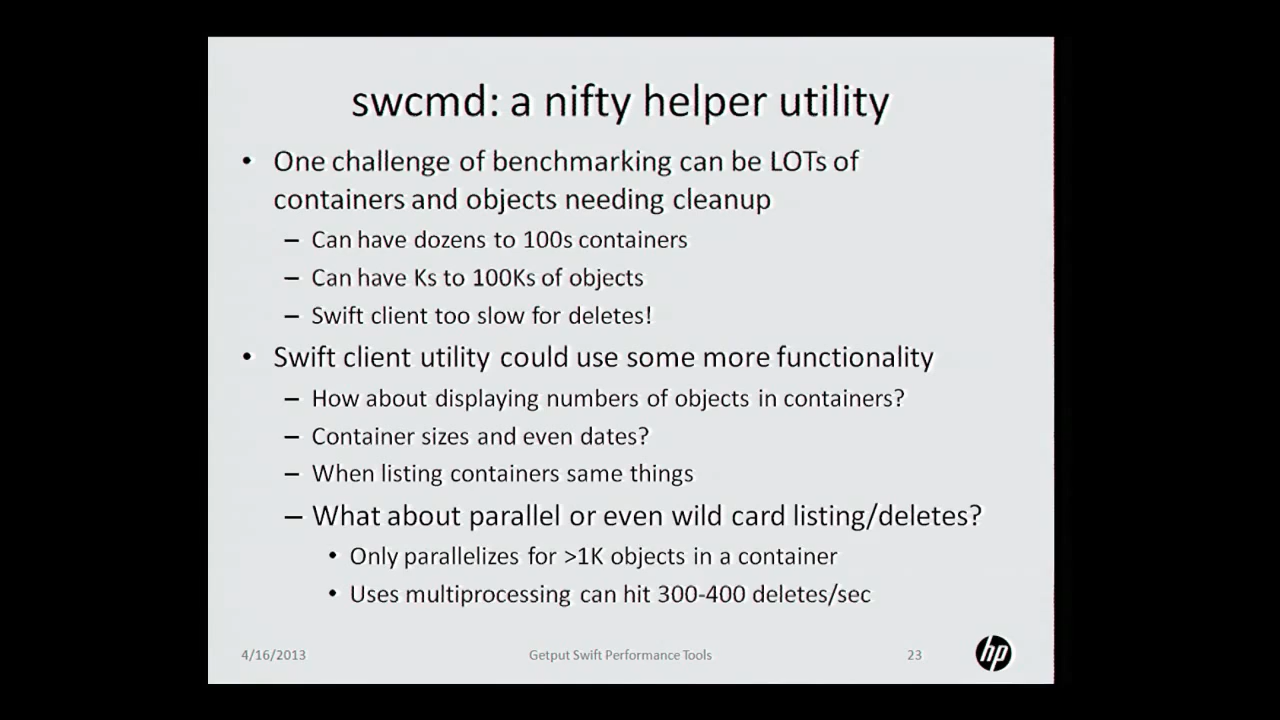 swcmd: a nifty helper utility
• One challenge of benchmarking can be LOTs of
containers and objects needing cleanup
– Can have dozens to 100s containers
– Can have Ks to 100Ks of objects
– Swift client too slow for deletes!
• Swift client utility could use some more functionality
– How about displaying numbers of objects in containers?
– Container sizes and even dates?
– When listing containers same things
– What about parallel or even wild card listing/deletes?
• Only parallelizes for >1K objects in a container
• Uses multiprocessing can hit 300-400 deletes/sec
4/16/2013
Getput Swift Performance Tools
23
hp